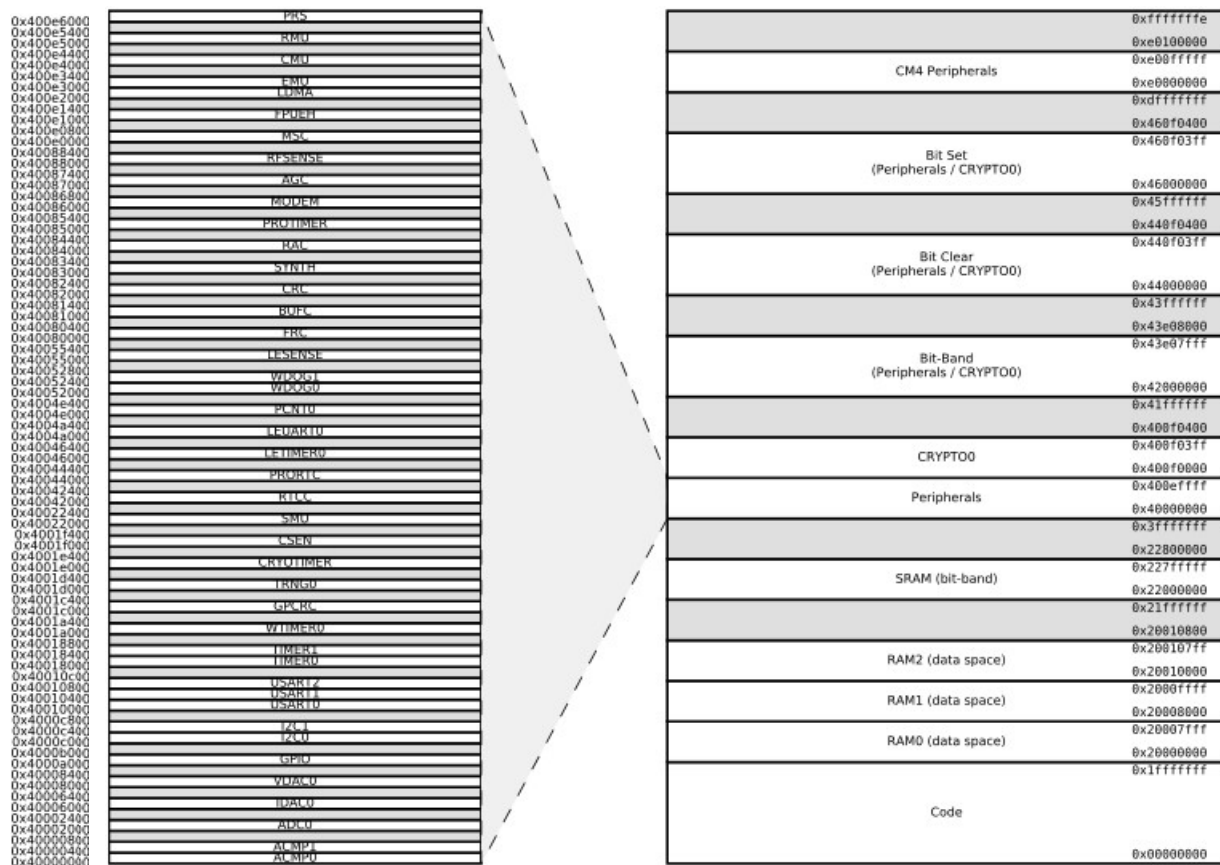 0x400e6000
0x400e5400
0x400e5000
0x400e4400
0x400e4000
0x400e3400
0x400e3000
0x400e2000
0x400e1400
0x400e1000
0x400e0800
0x400e0000
0x40088400
0x40088000
0x40087400
0x40087000
0x40086800
0x40086000
0x40085400
0x40085000
0x40084400
0x40084000
0x40083400
0x40083000
0x40082400
0x40082000
0x40081400
0x40081000
0x40080400
0x40080000
0x40055400
0x40055000
0x40052800
0x40052400
0x40052000
0x4004e400
0x4004e000
0x4004a400
0x4004a000
0x40046400
0x40046000
0x40044400
0x40044000
0x40042400
0x40042000
0x40022400
0x40022000
0x4001f400
0x4001f000
0x4001e400
0x4001e000
0x4001d400
0x4001d000
0x4001c400
0x4001c000
0x4001a400
0x4001a000
0x40018800
0x40018400
0x40018000
0x40010c00
0x40010800
0x40010400
0x40010000
0x4000c800
0x4000c400
0x4000c000
0x4000b000
0x4000a000
0x40008400
0x40008000
0x40006400
0x40006000
0x40002400
0x40002000
0x40000800
0x40000400
0x40000000
PRS
RMU
CMU
EMU
LDMA
FPUEH
MSC
RFSENSE
AGC
MODEM
PROTIMER
RAC
SYNTH
CRC
BUFC
FRC
LESENSE
WDOG1
WDOG0
PCNT0
LEUART0
LETIMER0
PRORTC
RTCC
SMU
CSEN
CRYOTIMER
TRNG0
GPCRC
WTIMER0
TIMER1
TIMER0
USART2
USART1
USART0
I2C1
I2C0
GPIO
VDAC0
IDAC0
ADC0
ACMP1
ACMP0
0xfffffffe
0xe0100000
0xe00fffff
CM4 Peripherals
0xe0000000
0xdfffffff
0x460f0400
0x460f03ff
Bit Set
(Peripherals / CRYPTO0)
0x46000000
0x45ffffff
0x440f0400
0x440f03ff
Bit Clear
(Peripherals / CRYPTO0)
0x44000000
0x43ffffff
0x43e08000
0x43e07fff
Bit-Band
(Peripherals / CRYPTO0)
0x42000000
0x41ffffff
0x400f0400
0x400f03ff
CRYPTO0
0x400f0000
0x400effff
Peripherals
0x40000000
0x3fffffff
0x22800000
0x227fffff
SRAM (bit-band)
0x22000000
0x21ffffff
0x20010800
0x200107ff
RAM2 (data space)
0x20010000
0x2000ffff
RAM1 (data space)
0x20008000
0x20007fff
RAM0 (data space)
0x20000000
0x1fffffff
Code
0x00000000